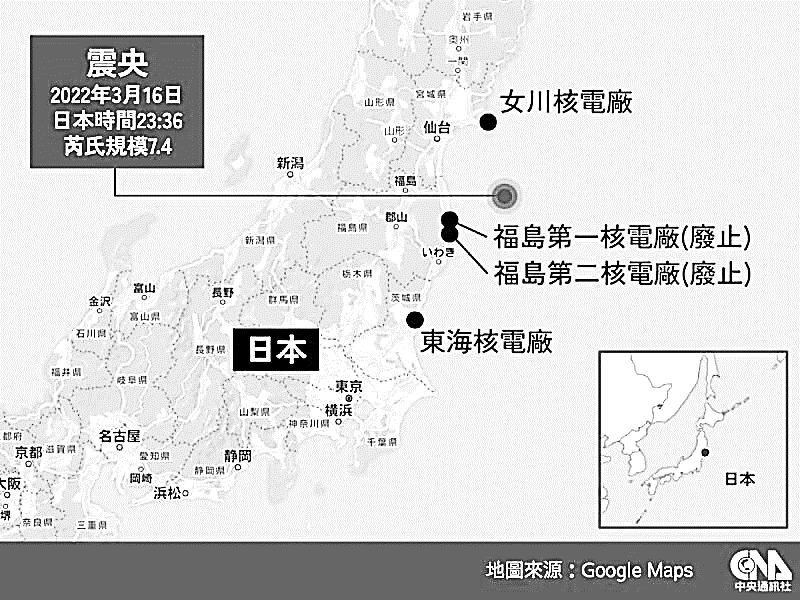 岩手県
奥州
一関
震央
2022年3月16日
日本時間23:36
芮氏規模7.4
宮城県
山形県
女川核電廠
山形
仙台
新潟
福島
郡山
福島県
新潟県
福島第一核電廠(廢止)
いわき
福島第二核電廠(廢止)
栃木県
富山
長野
金沢
群馬県
茨城県
富山県
石川県
東海核電廠
長野県
日本
福井県
岐阜県
東京
山梨県
横浜
神奈川県
千葉県
名古屋
都府
京都
滋賀県
愛知県
静岡
静岡県
岡崎
浜松
大阪
堺
奈良県
三重県
日本
地圖來源：Google Maps
CNA
中央通訊社